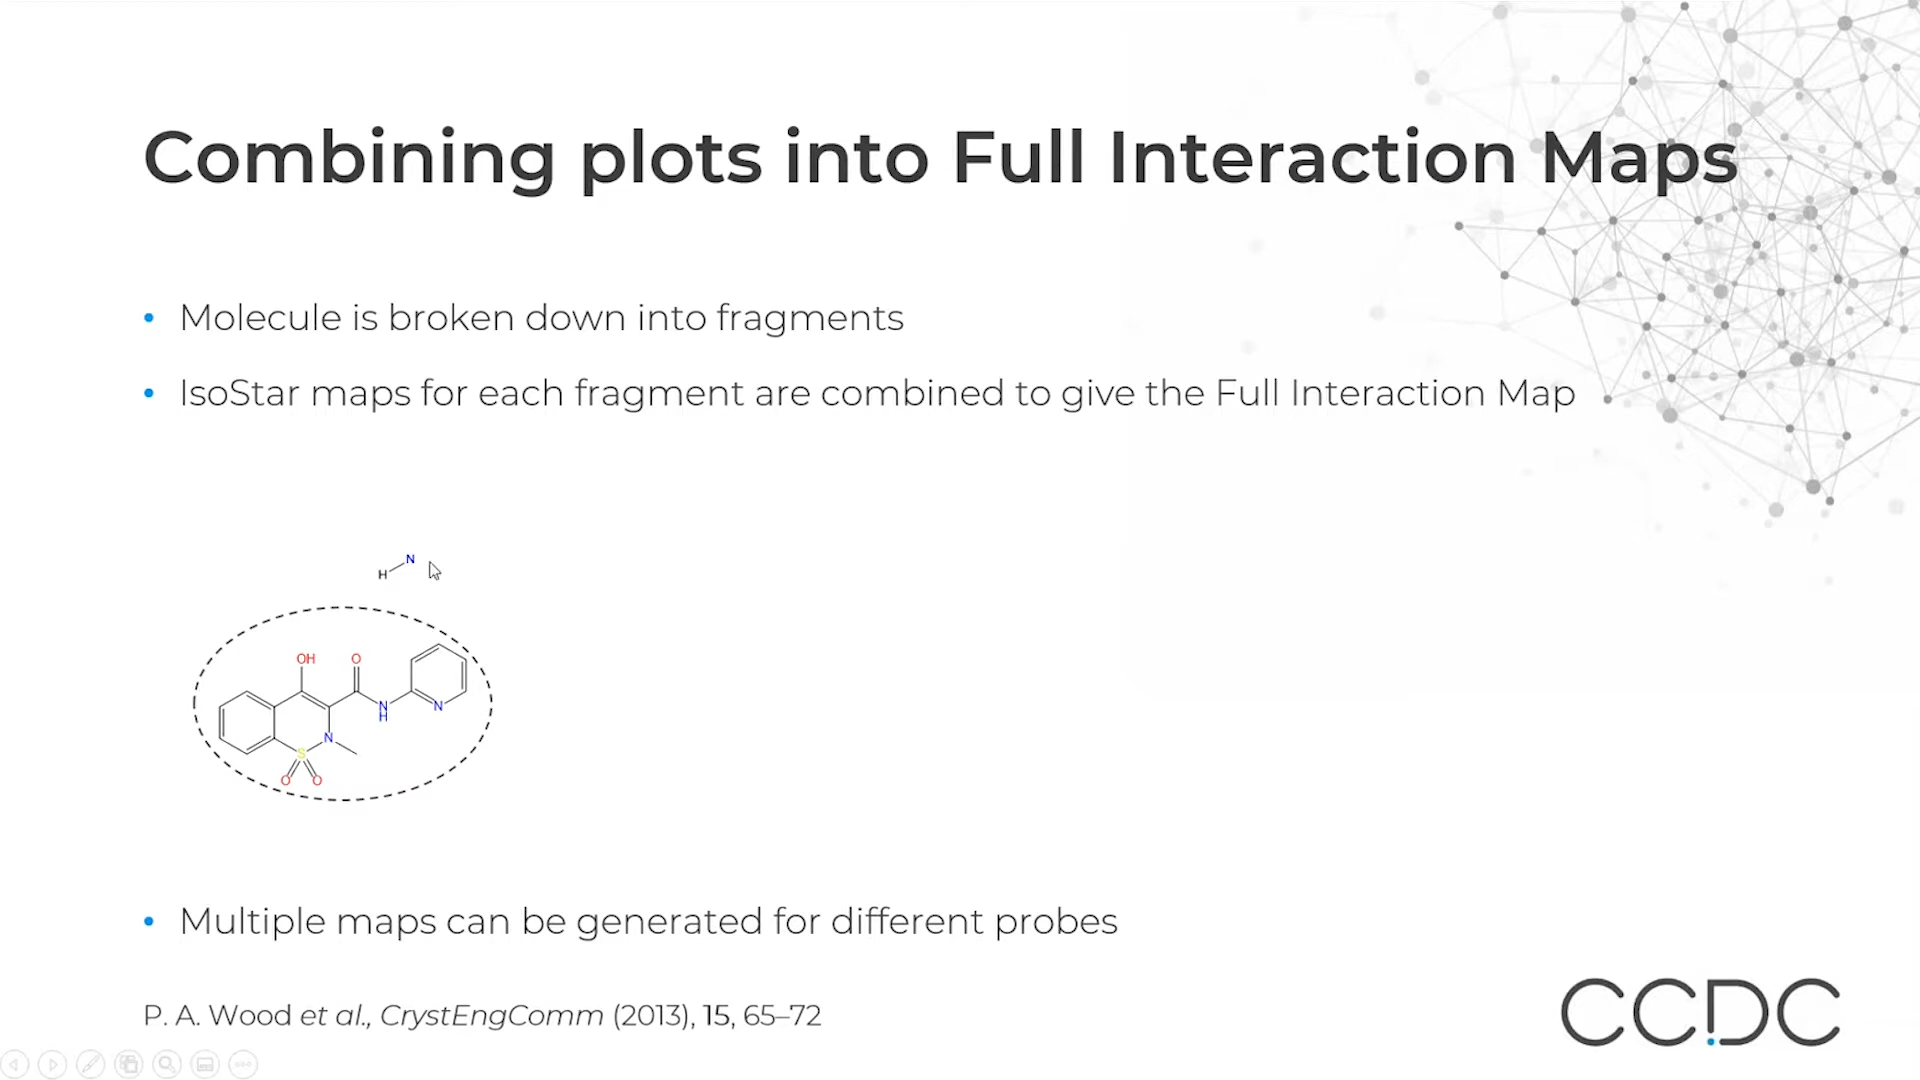 Combining plots into Full Interaction Maps
• Molecule is broken down into fragments
• IsoStar maps for each fragment are combined to give the Full Interaction Map
H N
OH O
N
H
N
N
S
O O
• Multiple maps can be generated for different probes
P. A. Wood et al., CrystEngComm (2013), 15, 65–72
CCDC